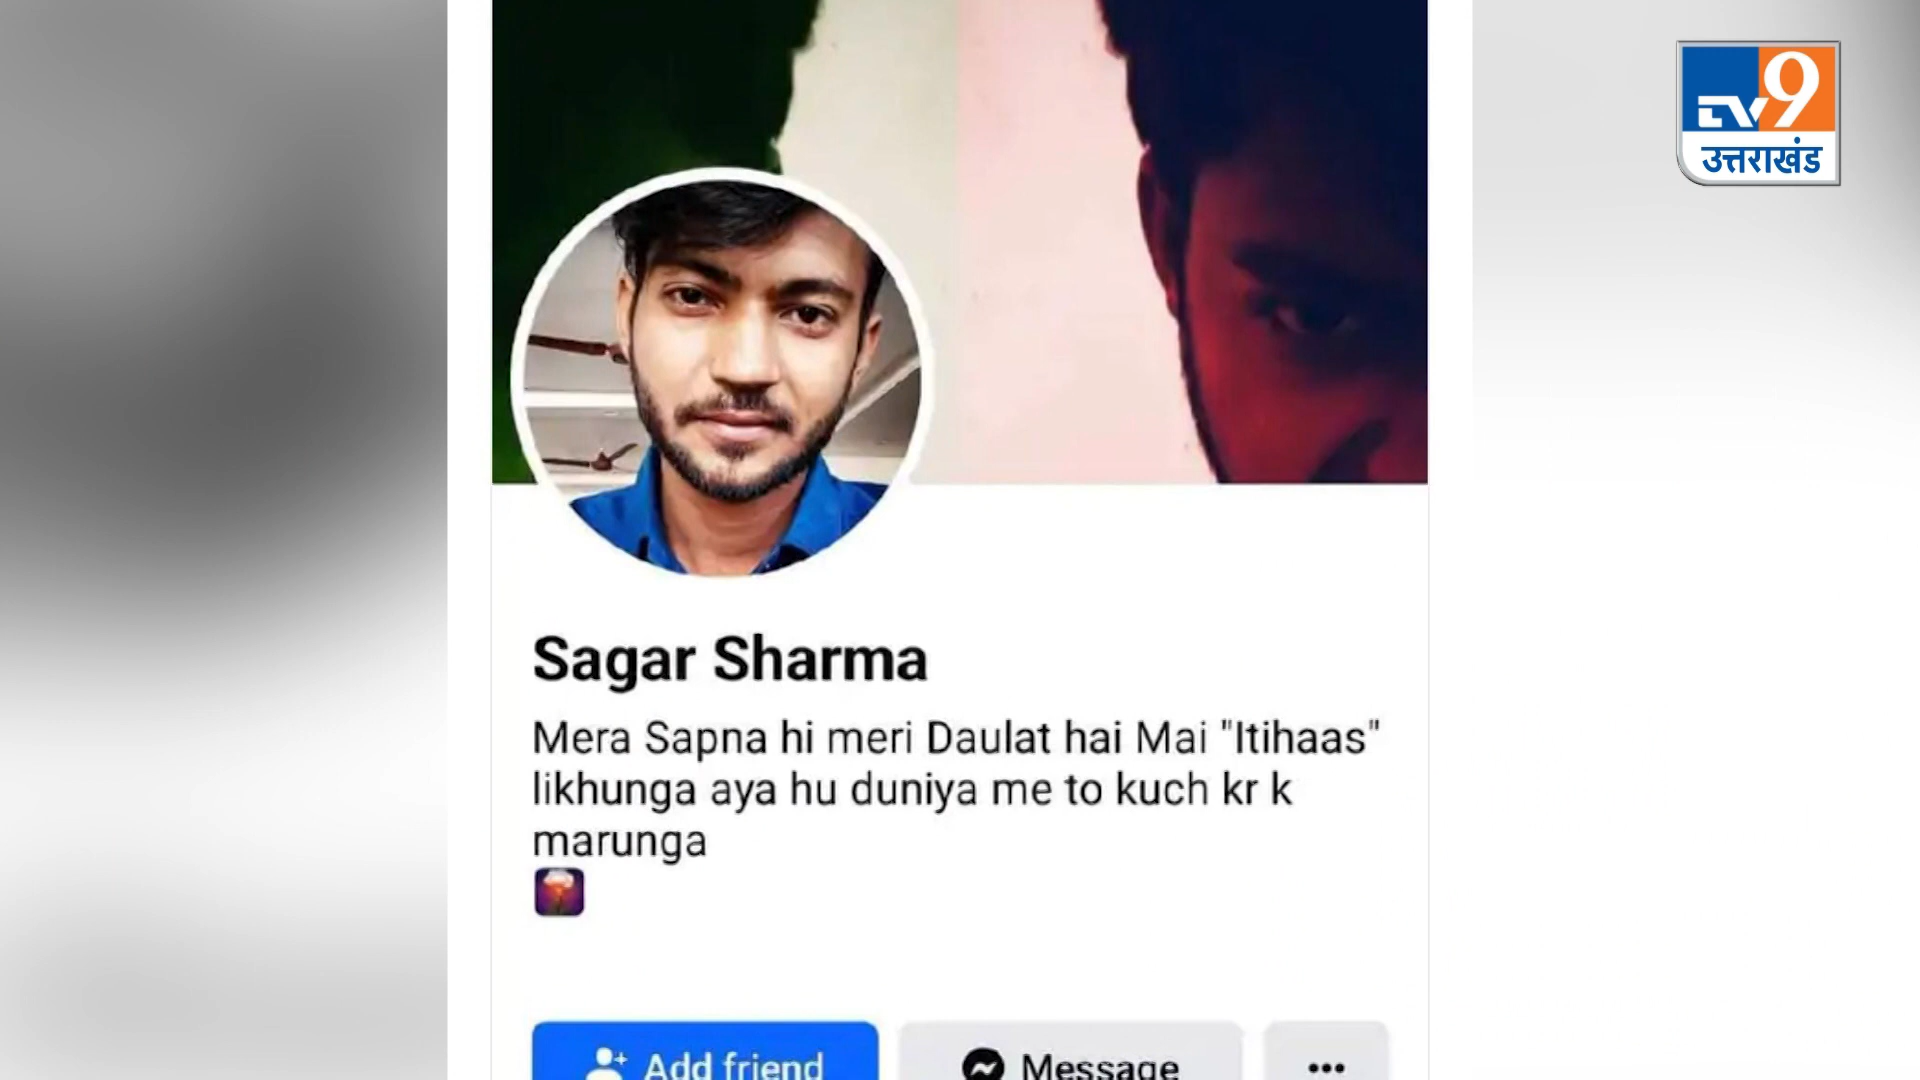 TV9
उत्तराखंड
Sagar Sharma
Mera Sapna hi meri Daulat hai Mai "Itihaas"
likhunga aya hu duniya me to kuch kr k
marunga
Add friend
Message